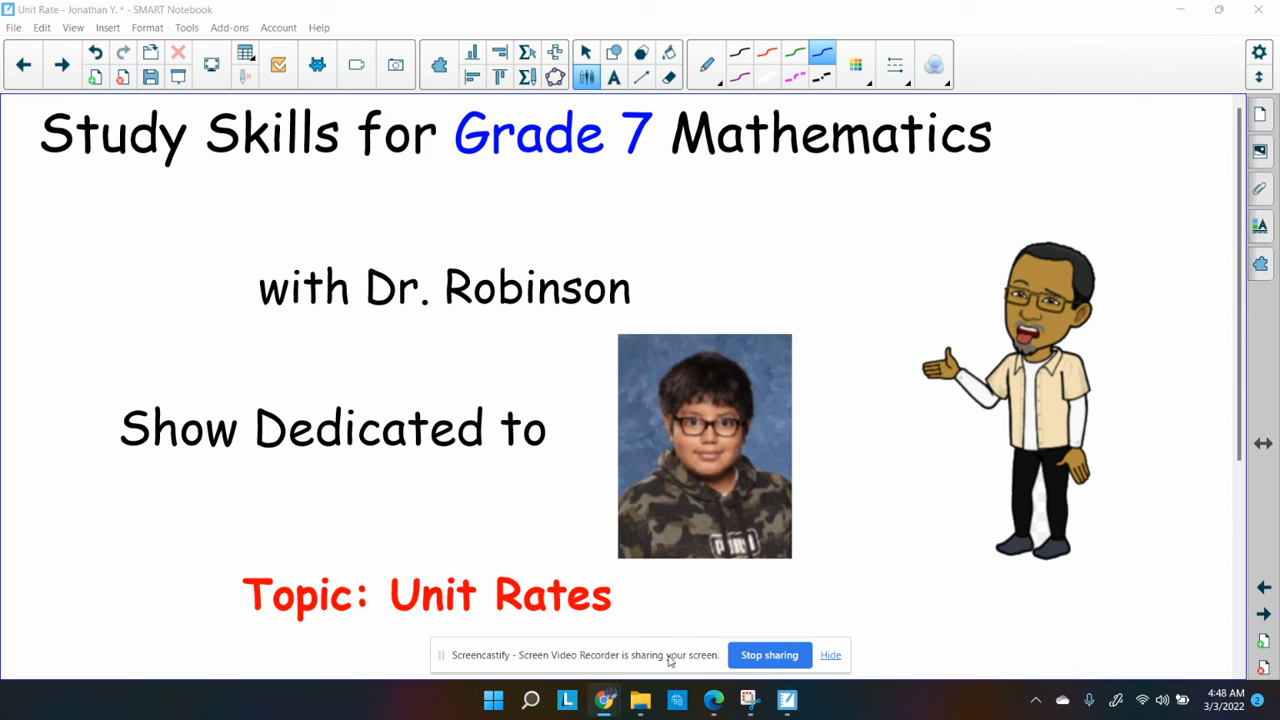 Unit Rate - Jonathan Y. * - SMART Notebook
File Edit View Insert Format Tools Add-ons Account Help
Study Skills for Grade 7 Mathematics
with Dr. Robinson
Show Dedicated to
Topic: Unit Rates
Screencastify - Screen Video Recorder is sharing your screen. Stop sharing Hide
4:48 AM
3/3/2022
2